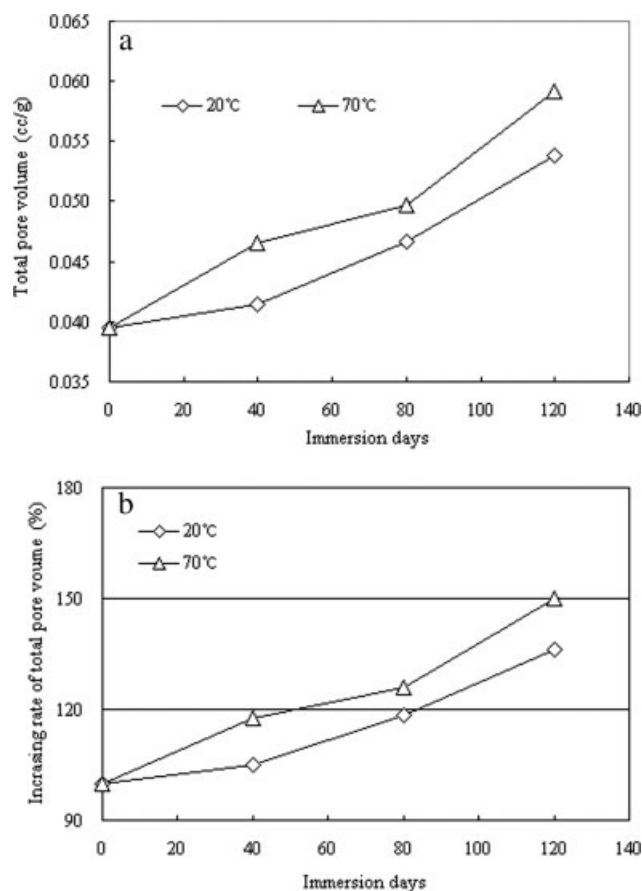 a
0.065
0.060
0.055
0.050
0.045
0.040
0.035
Total pore volume (cc/g)
20℃ 70℃
0 20 40 60 80 100 120 140
Immersion days
b
180
150
120
90
Incrasing rate of total pore voume (%)
20℃
70℃
0 20 40 60 80 100 120 140
Immersion days